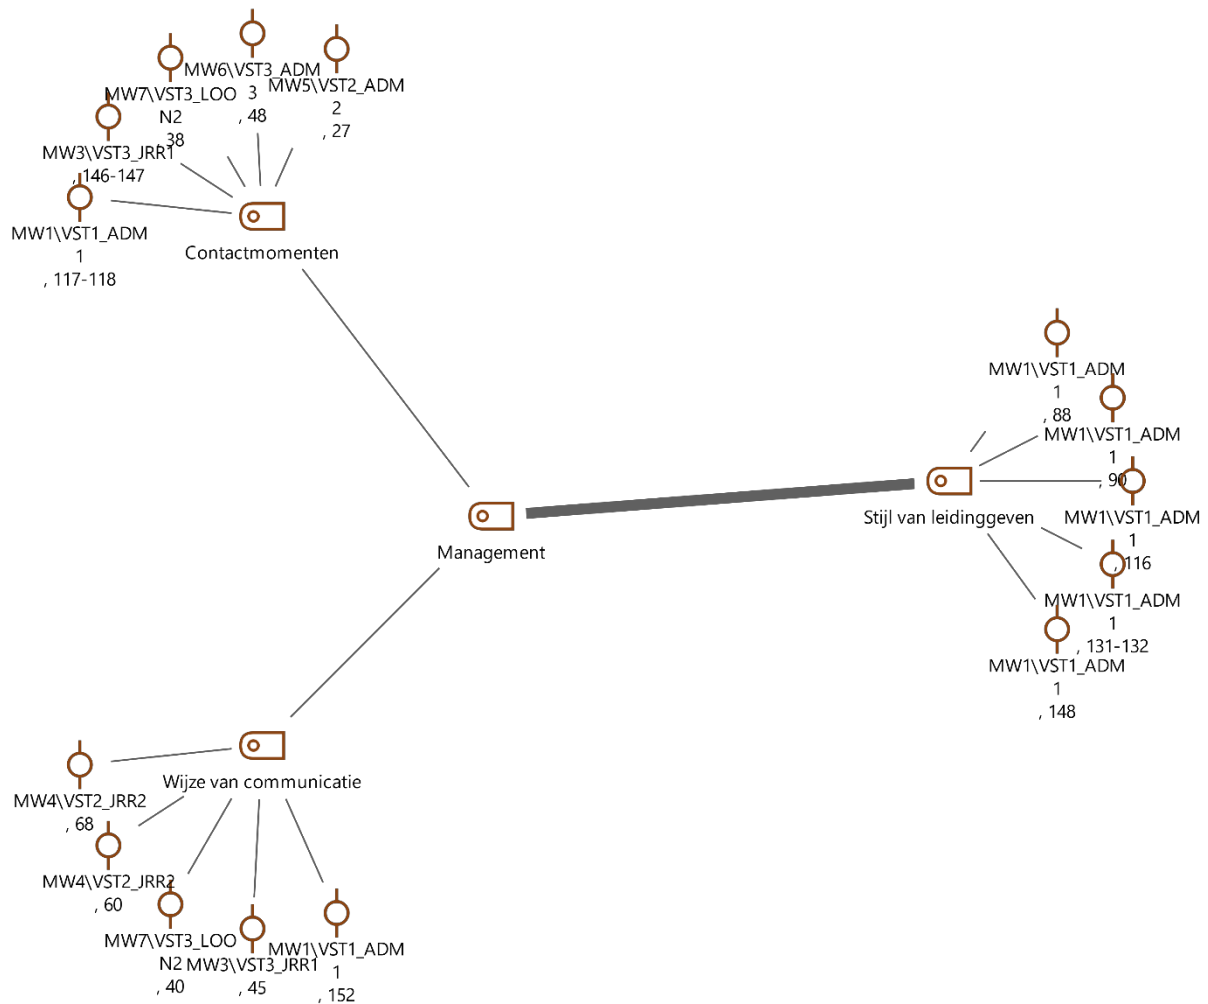 MW6\VST3_ADM
3
, 48
MW5\VST2_ADM
2
, 27
MW7\VST3_LOO
N2
, 38
MW3\VST3_JRR1
, 146-147
MW1\VST1_ADM
1
, 117-118
Contactmomenten
MW1\VST1_ADM
1
, 88
MW1\VST1_ADM
1
, 90
MW1\VST1_ADM
1
, 116
MW1\VST1_ADM
1
, 131-132
MW1\VST1_ADM
1
, 148
Stijl van leidinggeven
Management
Wijze van communicatie
MW4\VST2_JRR2
, 68
MW4\VST2_JRR2
, 60
MW7\VST3_LOO
N2
, 40
MW3\VST3_JRR1
, 45
MW1\VST1_ADM
1
, 152